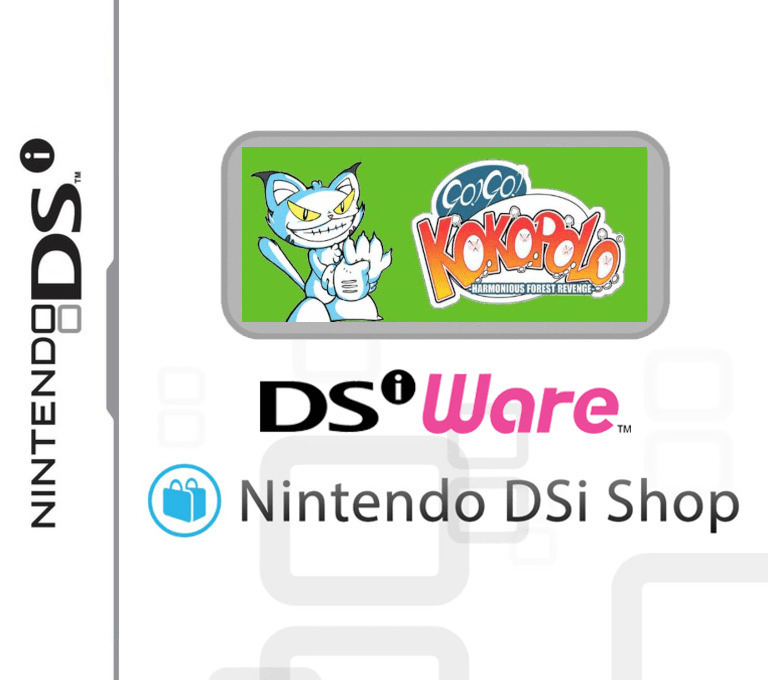 NINTENDO DSi™
GO! GO!
KOKOPOLO
HARMONIOUS FOREST REVENGE
DSiWare™
Nintendo DSi Shop